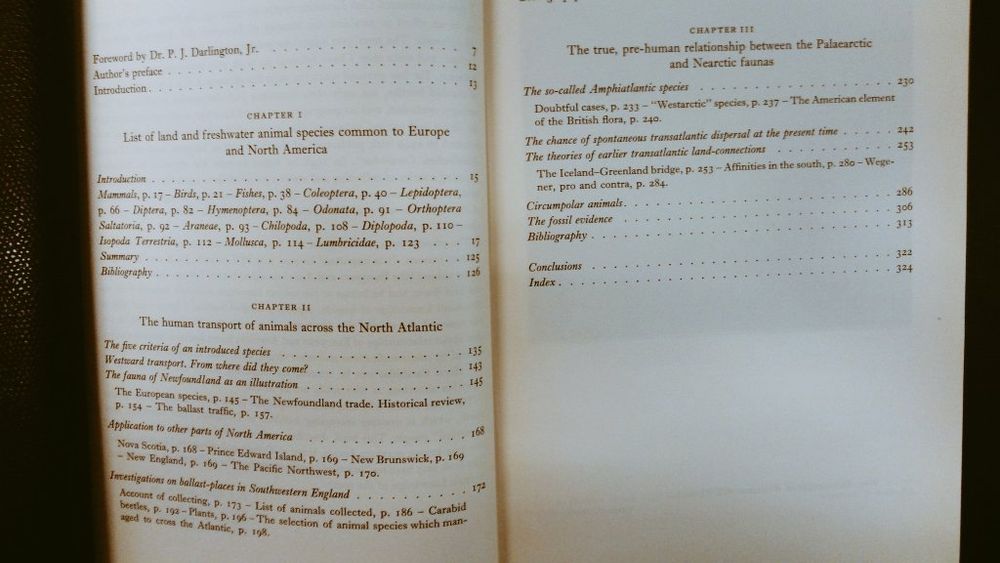 Foreword by Dr. P. J. Darlington, Jr. . . . . . . . . . . . . . . . . . 7
Author's preface . . . . . . . . . . . . . . . . . . . . . . . . 12
Introduction . . . . . . . . . . . . . . . . . . . . . . . . . . 13
CHAPTER I
List of land and freshwater animal species common to Europe
and North America
Introduction . . . . . . . . . . . . . . . . . . . . . . . . . . 15
Mammals, p. 17 – Birds, p. 21 – Fishes, p. 38 – Coleoptera, p. 40 – Lepidoptera,
p. 66 – Diptera, p. 82 – Hymenoptera, p. 84 – Odonata, p. 91 – Orthoptera
Saltatoria, p. 92 – Araneae, p. 93 – Chilopoda, p. 108 – Diplopoda, p. 110 –
Isopoda Terrestria, p. 112 – Mollusca, p. 114 – Lumbricidae, p. 123 . . . . 17
Summary . . . . . . . . . . . . . . . . . . . . . . . . . . . . 125
Bibliography . . . . . . . . . . . . . . . . . . . . . . . . . . 126
CHAPTER II
The human transport of animals across the North Atlantic
The five criteria of an introduced species . . . . . . . . . . . . . . 135
Westward transport. From where did they come? . . . . . . . . . . . . 143
The fauna of Newfoundland as an illustration . . . . . . . . . . . . . 145
The European species, p. 145 – The Newfoundland trade. Historical review,
p. 154 – The ballast traffic, p. 157.
Application to other parts of North America . . . . . . . . . . . . . 168
Nova Scotia, p. 168 – Prince Edward Island, p. 169 – New Brunswick, p. 169
– New England, p. 169 – The Pacific Northwest, p. 170.
Investigations on ballast-places in Southwestern England . . . . . . . . 172
Account of collecting, p. 173 – List of animals collected, p. 186 – Carabid
beetles, p. 192 – Plants, p. 196 – The selection of animal species which man-
aged to cross the Atlantic, p. 198.
CHAPTER III
The true, pre-human relationship between the Palaearctic
and Nearctic faunas
The so-called Amphiatlantic species . . . . . . . . . . . . . . . . 230
Doubtful cases, p. 233 – "Westarctic" species, p. 237 – The American element
of the British flora, p. 240.
The chance of spontaneous transatlantic dispersal at the present time . . . . . 242
The theories of earlier transatlantic land-connections . . . . . . . . . . 253
The Iceland–Greenland bridge, p. 253 – Affinities in the south, p. 280 – Wege-
ner, pro and contra, p. 284.
Circumpolar animals . . . . . . . . . . . . . . . . . . . . . . . 286
The fossil evidence . . . . . . . . . . . . . . . . . . . . . . . 306
Bibliography . . . . . . . . . . . . . . . . . . . . . . . . . . 313
Conclusions . . . . . . . . . . . . . . . . . . . . . . . . . . 322
Index . . . . . . . . . . . . . . . . . . . . . . . . . . . . . 324